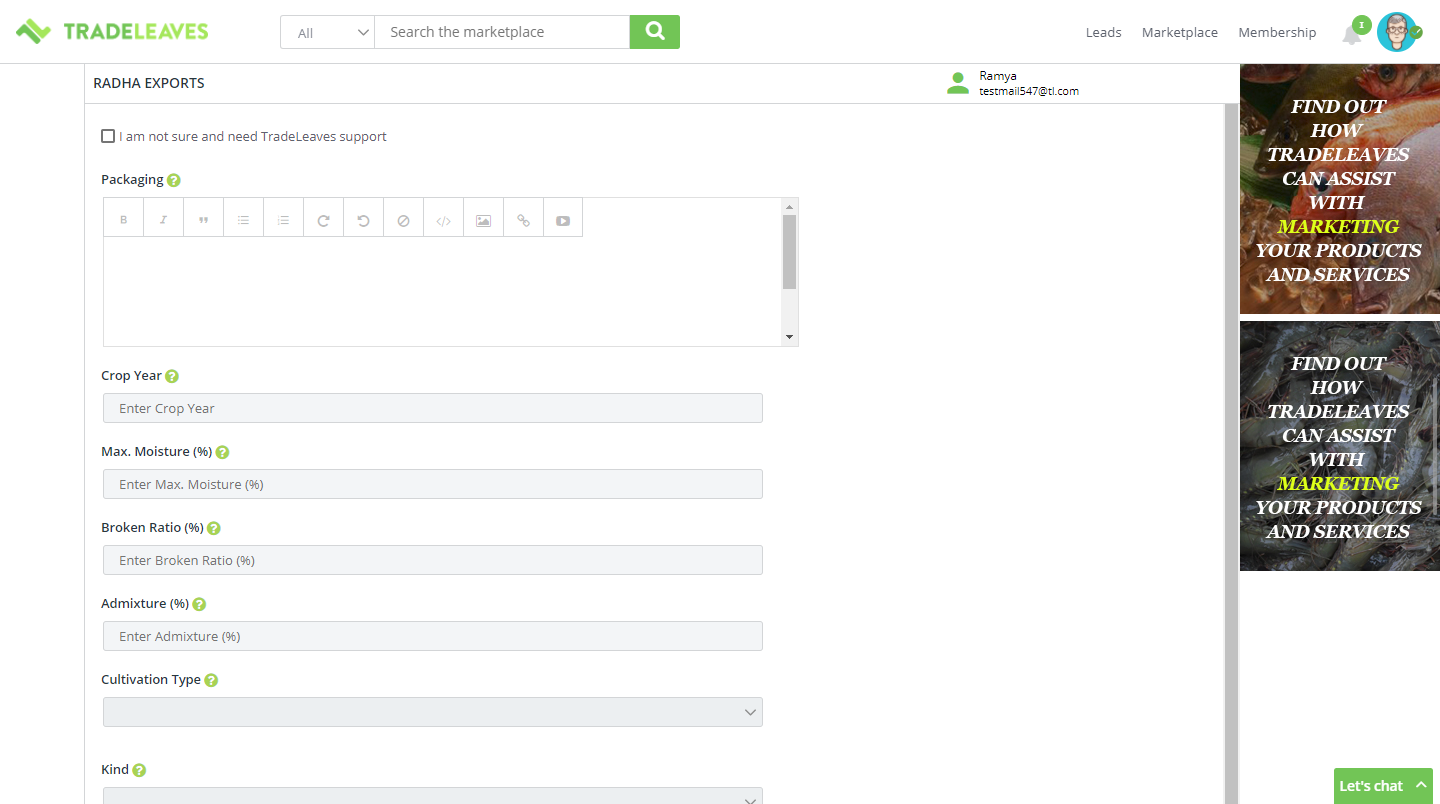 TRADELEAVES
All
Search the marketplace
Leads
Marketplace
Membership
1
RADHA EXPORTS
Ramya
testmail547@tl.com
I am not sure and need TradeLeaves support
Packaging ?
B I
Crop Year ?
Enter Crop Year
Max. Moisture (%) ?
Enter Max. Moisture (%)
Broken Ratio (%) ?
Enter Broken Ratio (%)
Admixture (%) ?
Enter Admixture (%)
Cultivation Type ?
Kind ?
FIND OUT
HOW
TRADELEAVES
CAN ASSIST
WITH
MARKETING
YOUR PRODUCTS
AND SERVICES
FIND OUT
HOW
TRADELEAVES
CAN ASSIST
WITH
MARKETING
YOUR PRODUCTS
AND SERVICES
Let's chat